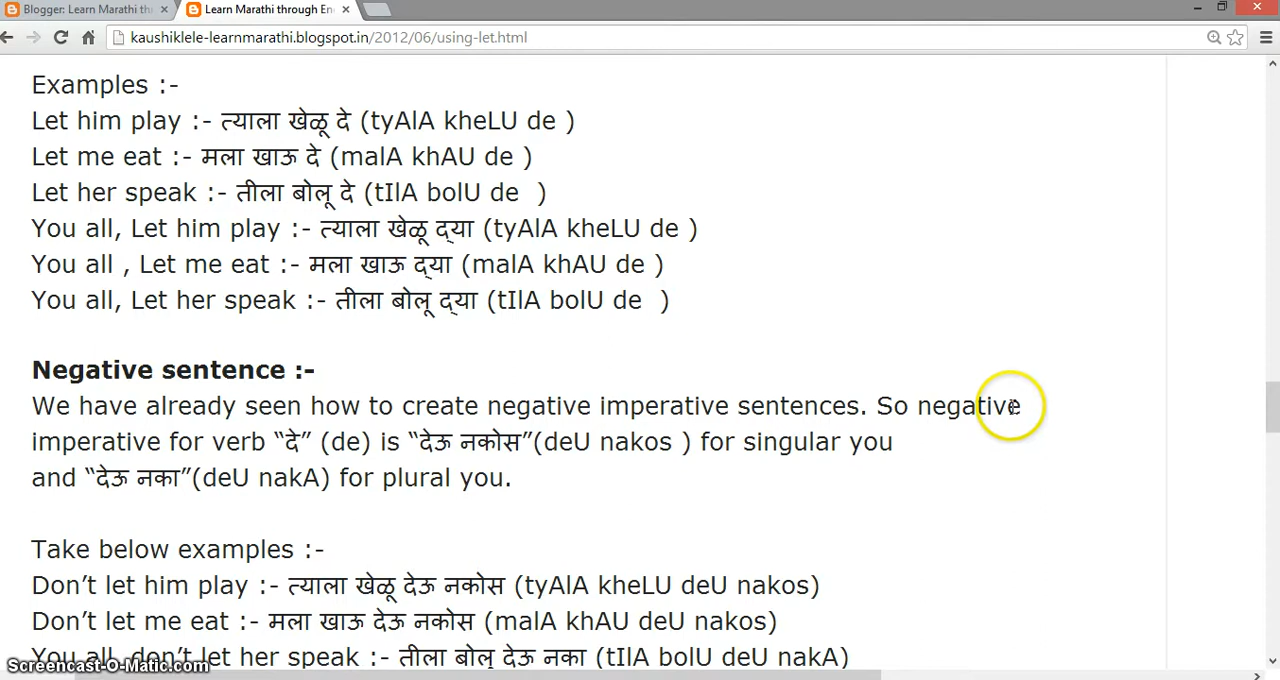 Blogger: Learn Marathi thr
Learn Marathi through En
kaushiklele-learnmarathi.blogspot.in/2012/06/using-let.html
Examples :-
Let him play :- त्याला खेळू दे (tyAlA kheLU de )
Let me eat :- मला खाऊ दे (malA khAU de )
Let her speak :- तीला बोलू दे (tIlA bolU de  )
You all, Let him play :- त्याला खेळू द्‌या (tyAlA kheLU de )
You all , Let me eat :- मला खाऊ द्‌या (malA khAU de )
You all, Let her speak :- तीला बोलू द्‌या (tIlA bolU de  )
Negative sentence :-
We have already seen how to create negative imperative sentences. So negative
imperative for verb “दे” (de) is “देऊ नकोस”(deU nakos ) for singular you
and “देऊ नका”(deU nakA) for plural you.
Take below examples :-
Don’t let him play :- त्याला खेळू देऊ नकोस (tyAlA kheLU deU nakos)
Don’t let me eat :- मला खाऊ देऊ नकोस (malA khAU deU nakos)
You all, don’t let her speak :- तीला बोलू देऊ नका (tIlA bolU deU nakA)
Screencast-O-Matic.com